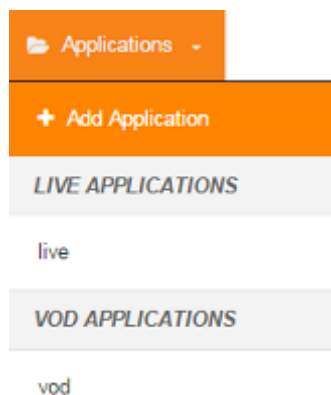 Applications
Add Application
LIVE APPLICATIONS
live
VOD APPLICATIONS
vod